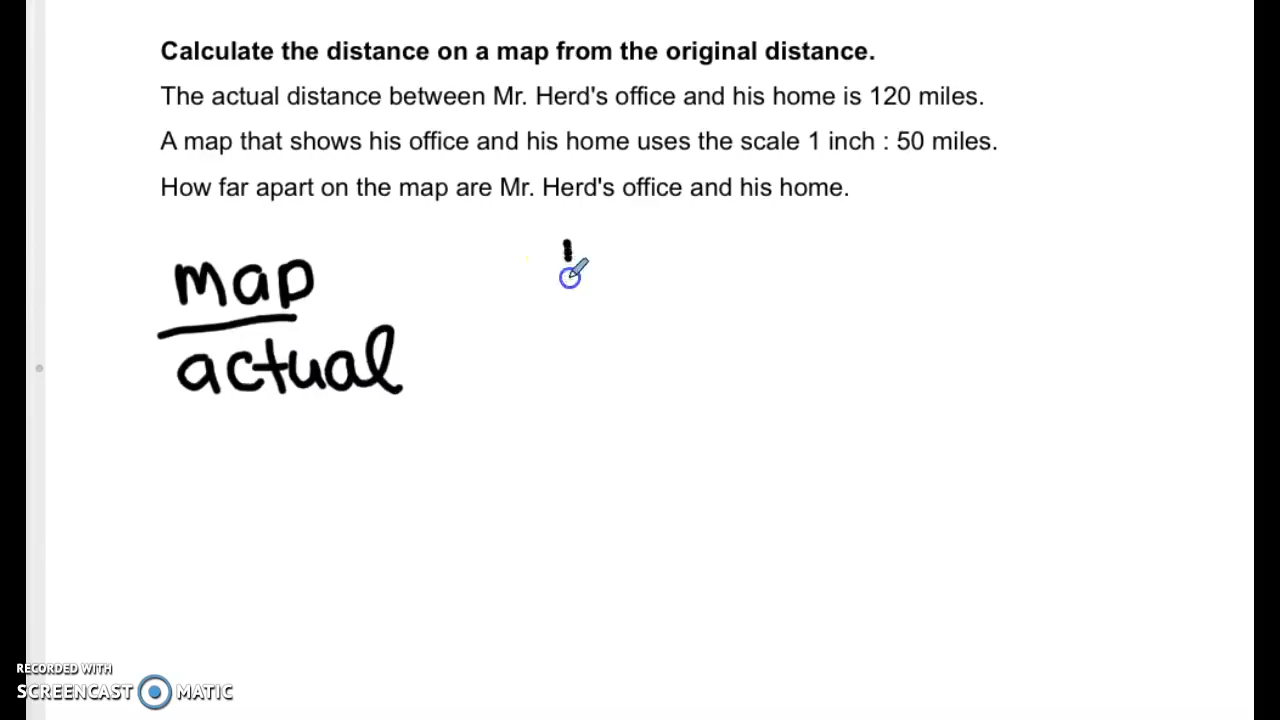 Calculate the distance on a map from the original distance.
The actual distance between Mr. Herd's office and his home is 120 miles.
A map that shows his office and his home uses the scale 1 inch : 50 miles.
How far apart on the map are Mr. Herd's office and his home.
map
actual
RECORDED WITH
SCREENCAST MATIC